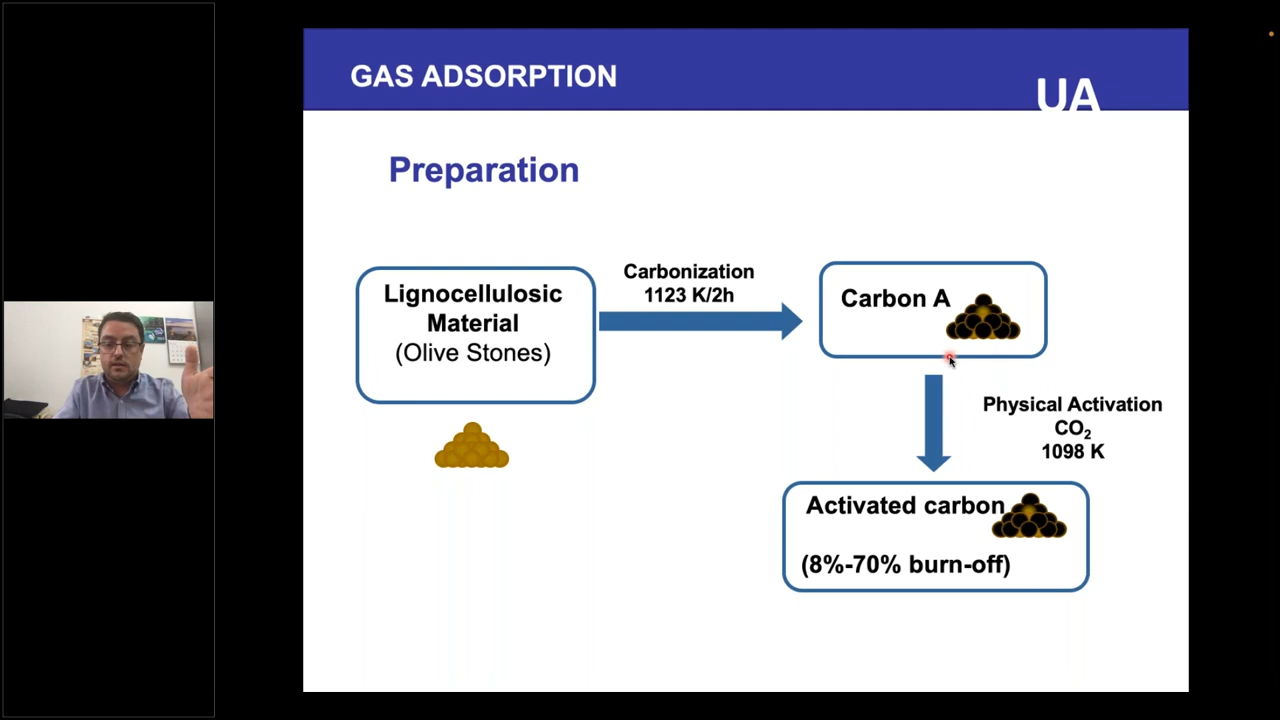 GAS ADSORPTION
UA
Preparation
Lignocellulosic
Material
(Olive Stones)
Carbonization
1123 K/2h
Carbon A
Physical Activation
CO₂
1098 K
Activated carbon
(8%-70% burn-off)